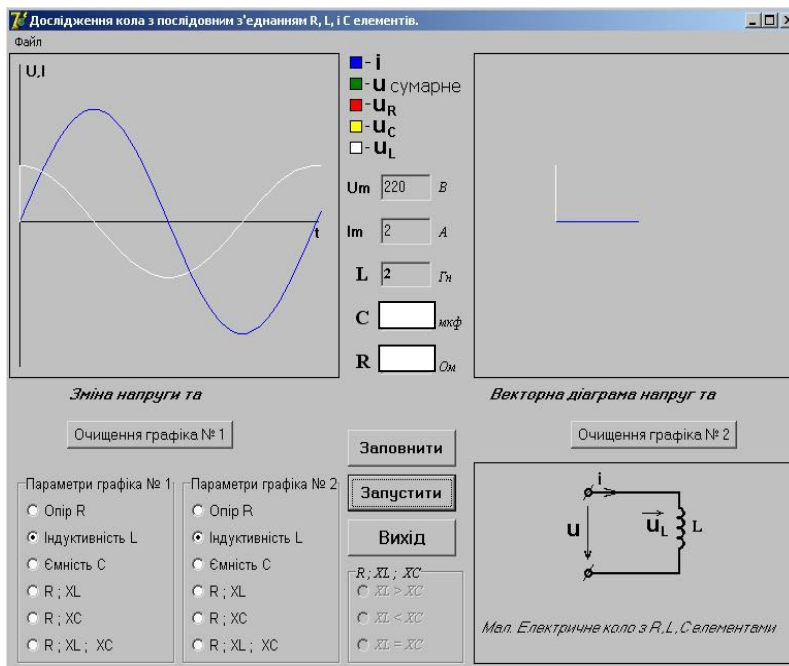 Дослідження кола з послідовним з'єднанням R, L, і C елементів.
Файл
U,I
t
- i
- u сумарне
- uR
- uC
- uL
Um 220 В
Im 2 А
L 2 Гн
C мкф
R Ом
Зміна напруги та
Векторна діаграма напруг та
Очищення графіка № 1
Очищення графіка № 2
Заповнити
Запустити
Вихід
Параметри графіка № 1
Опір R
Індуктивність L
Ємність C
R ; XL
R ; XC
R ; XL ; XC
Параметри графіка № 2
Опір R
Індуктивність L
Ємність C
R ; XL
R ; XC
R ; XL ; XC
R ; XL ; XC
XL > XC
XL < XC
XL = XC
i
u
uL
L
Мал. Електричне коло з R,L,C елементами